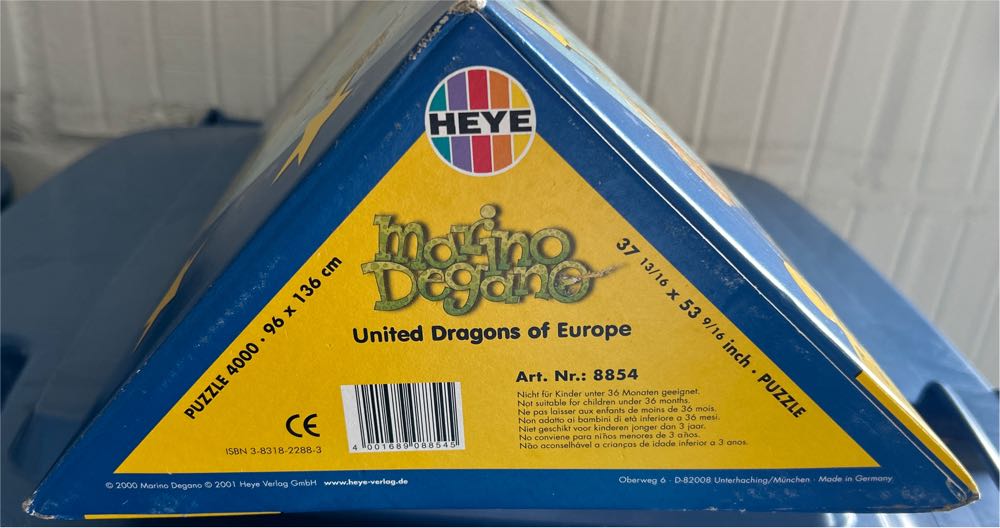 HEYE
marino
Degano
United Dragons of Europe
PUZZLE 4000 · 96 x 136 cm
37 13/16 x 53 9/16 inch · PUZZLE
Art. Nr.: 8854
Nicht für Kinder unter 36 Monaten geeignet.
Not suitable for children under 36 months.
Ne pas laisser aux enfants de moins de 36 mois.
Non adatto ai bambini di età inferiore a 36 mesi.
Niet geschikt voor kinderen jonger dan 3 jaar.
No conviene para niños menores de 3 años.
Não aconselhável a crianças de idade inferior a 3 anos.
CE
4 001689 088545
ISBN 3-8318-2288-3
© 2000 Marino Degano © 2001 Heye Verlag GmbH www.heye-verlag.de
Oberweg 6 · D-82008 Unterhaching/München · Made in Germany